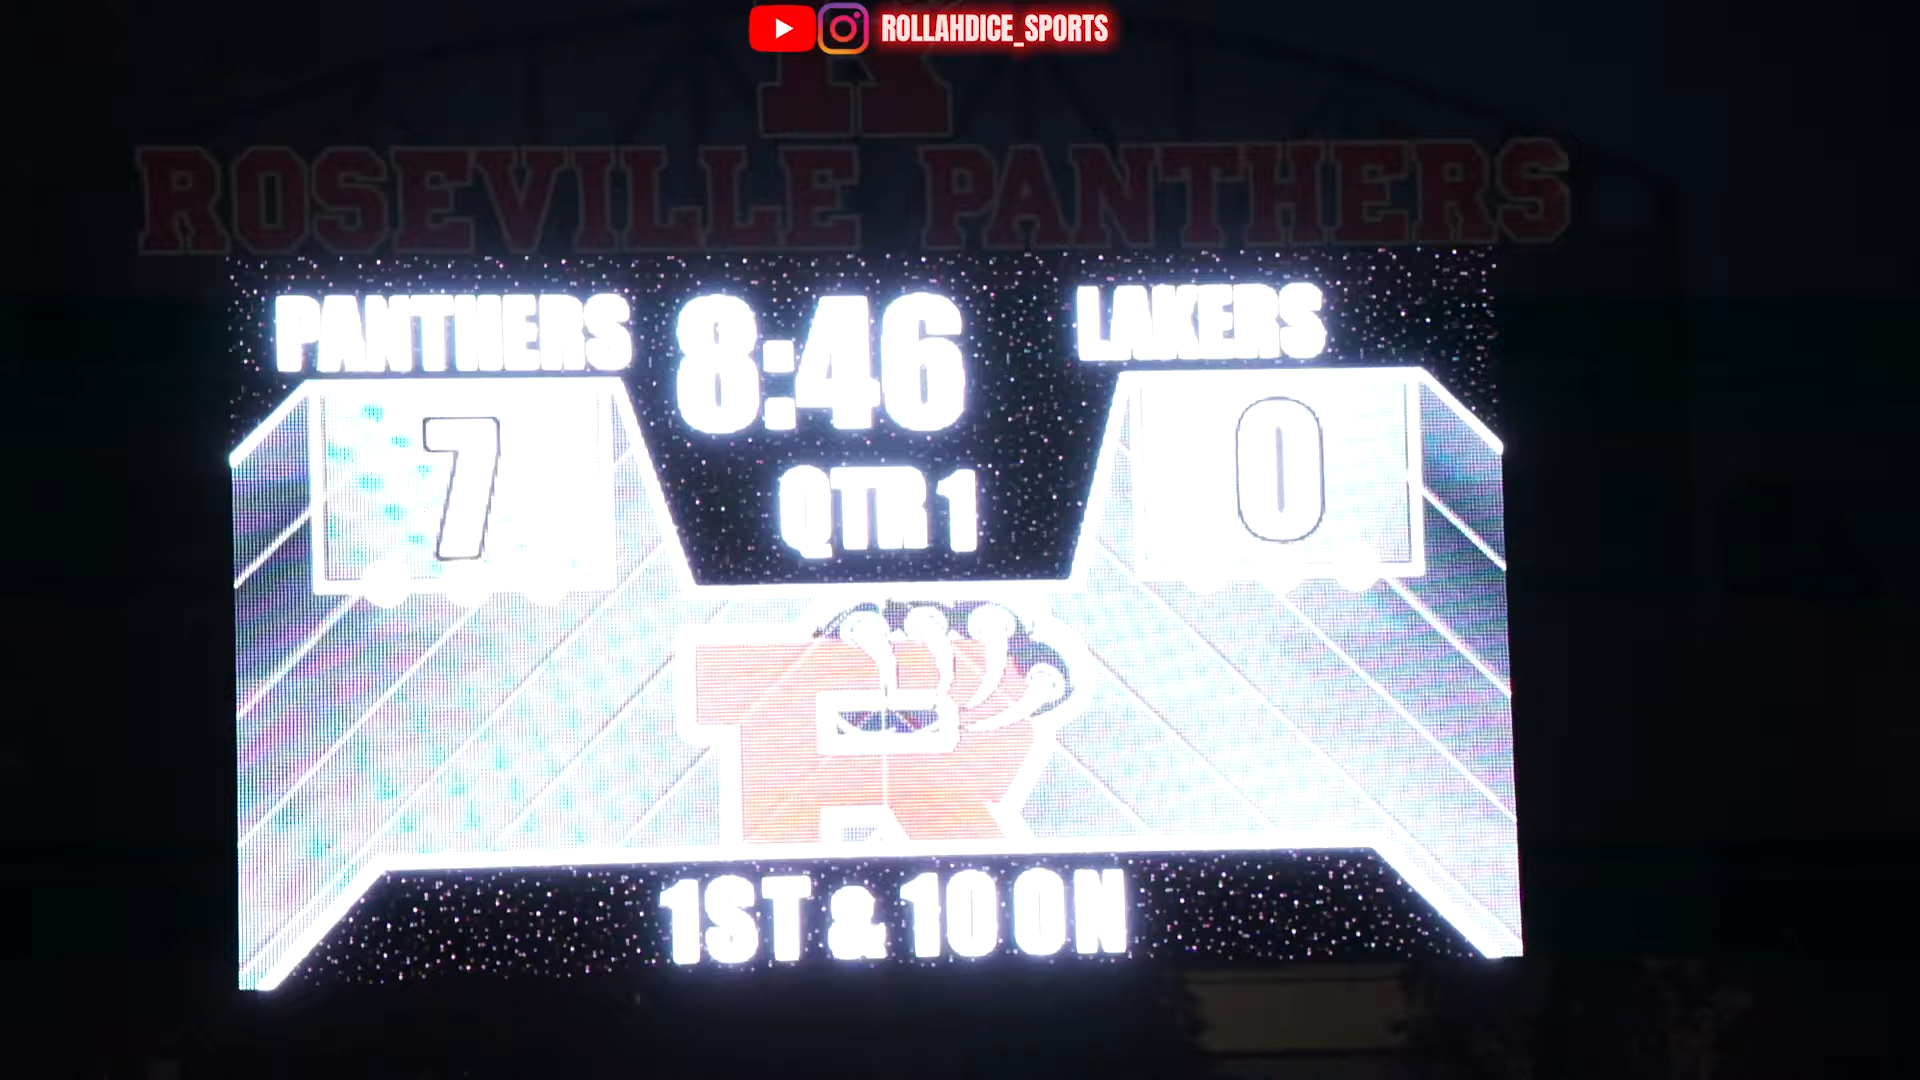 ROLLAHDICE_SPORTS
R
ROSEVILLE PANTHERS
PANTHERS 8:46 LAKERS
7 QTR 1 0
R
1ST & 10 ON